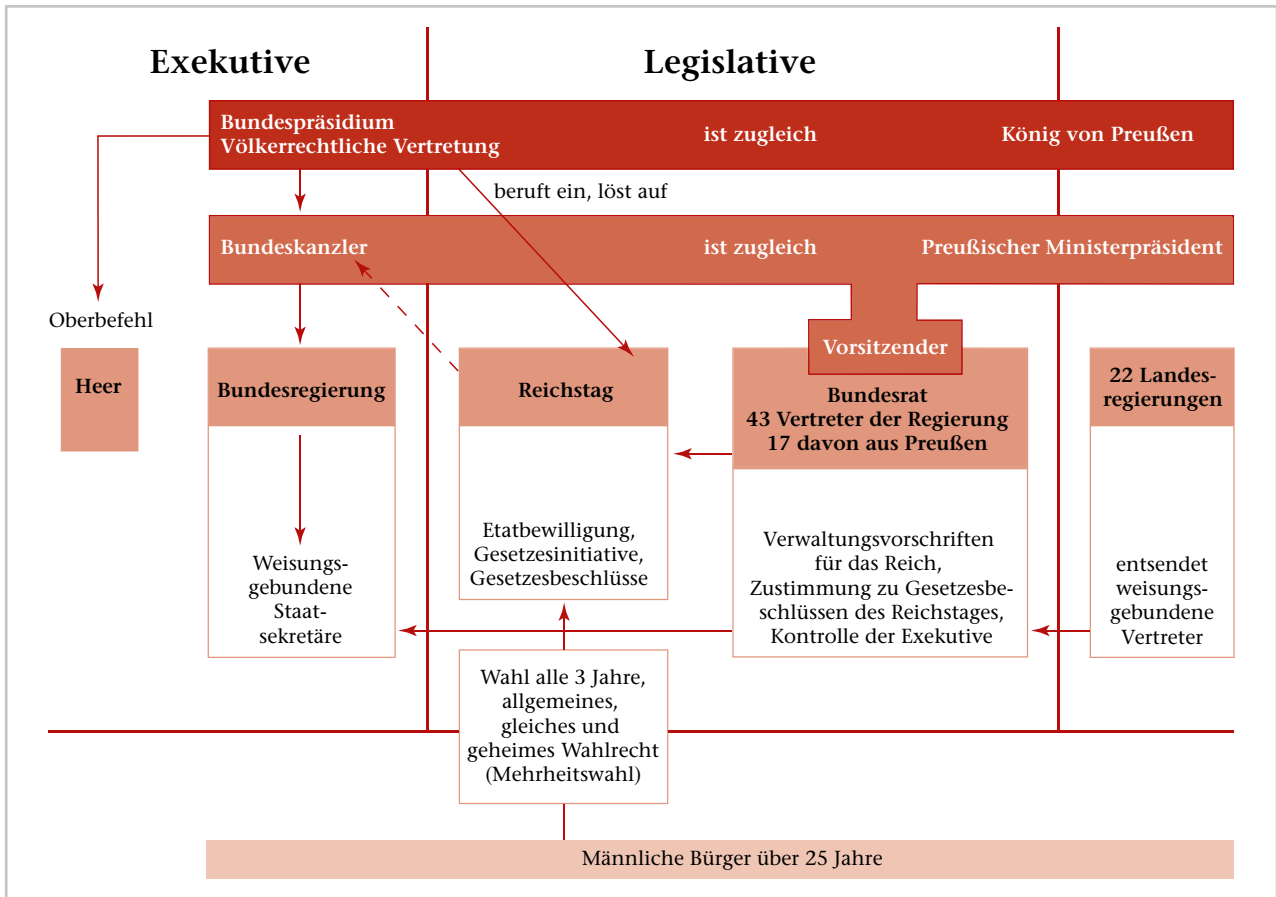 Exekutive
Legislative
Bundespräsidium
Völkerrechtliche Vertretung
ist zugleich
König von Preußen
beruft ein, löst auf
Bundeskanzler
ist zugleich
Preußischer Ministerpräsident
Oberbefehl
Heer
Bundesregierung
Weisungs-
gebundene
Staat-
sekretäre
Reichstag
Etatbewilligung,
Gesetzesinitiative,
Gesetzesbeschlüsse
Vorsitzender
Bundesrat
43 Vertreter der Regierung
17 davon aus Preußen
Verwaltungsvorschriften
für das Reich,
Zustimmung zu Gesetzesbe-
schlüssen des Reichstages,
Kontrolle der Exekutive
22 Landes-
regierungen
entsendet
weisungs-
gebundene
Vertreter
Wahl alle 3 Jahre,
allgemeines,
gleiches und
geheimes Wahlrecht
(Mehrheitswahl)
Männliche Bürger über 25 Jahre